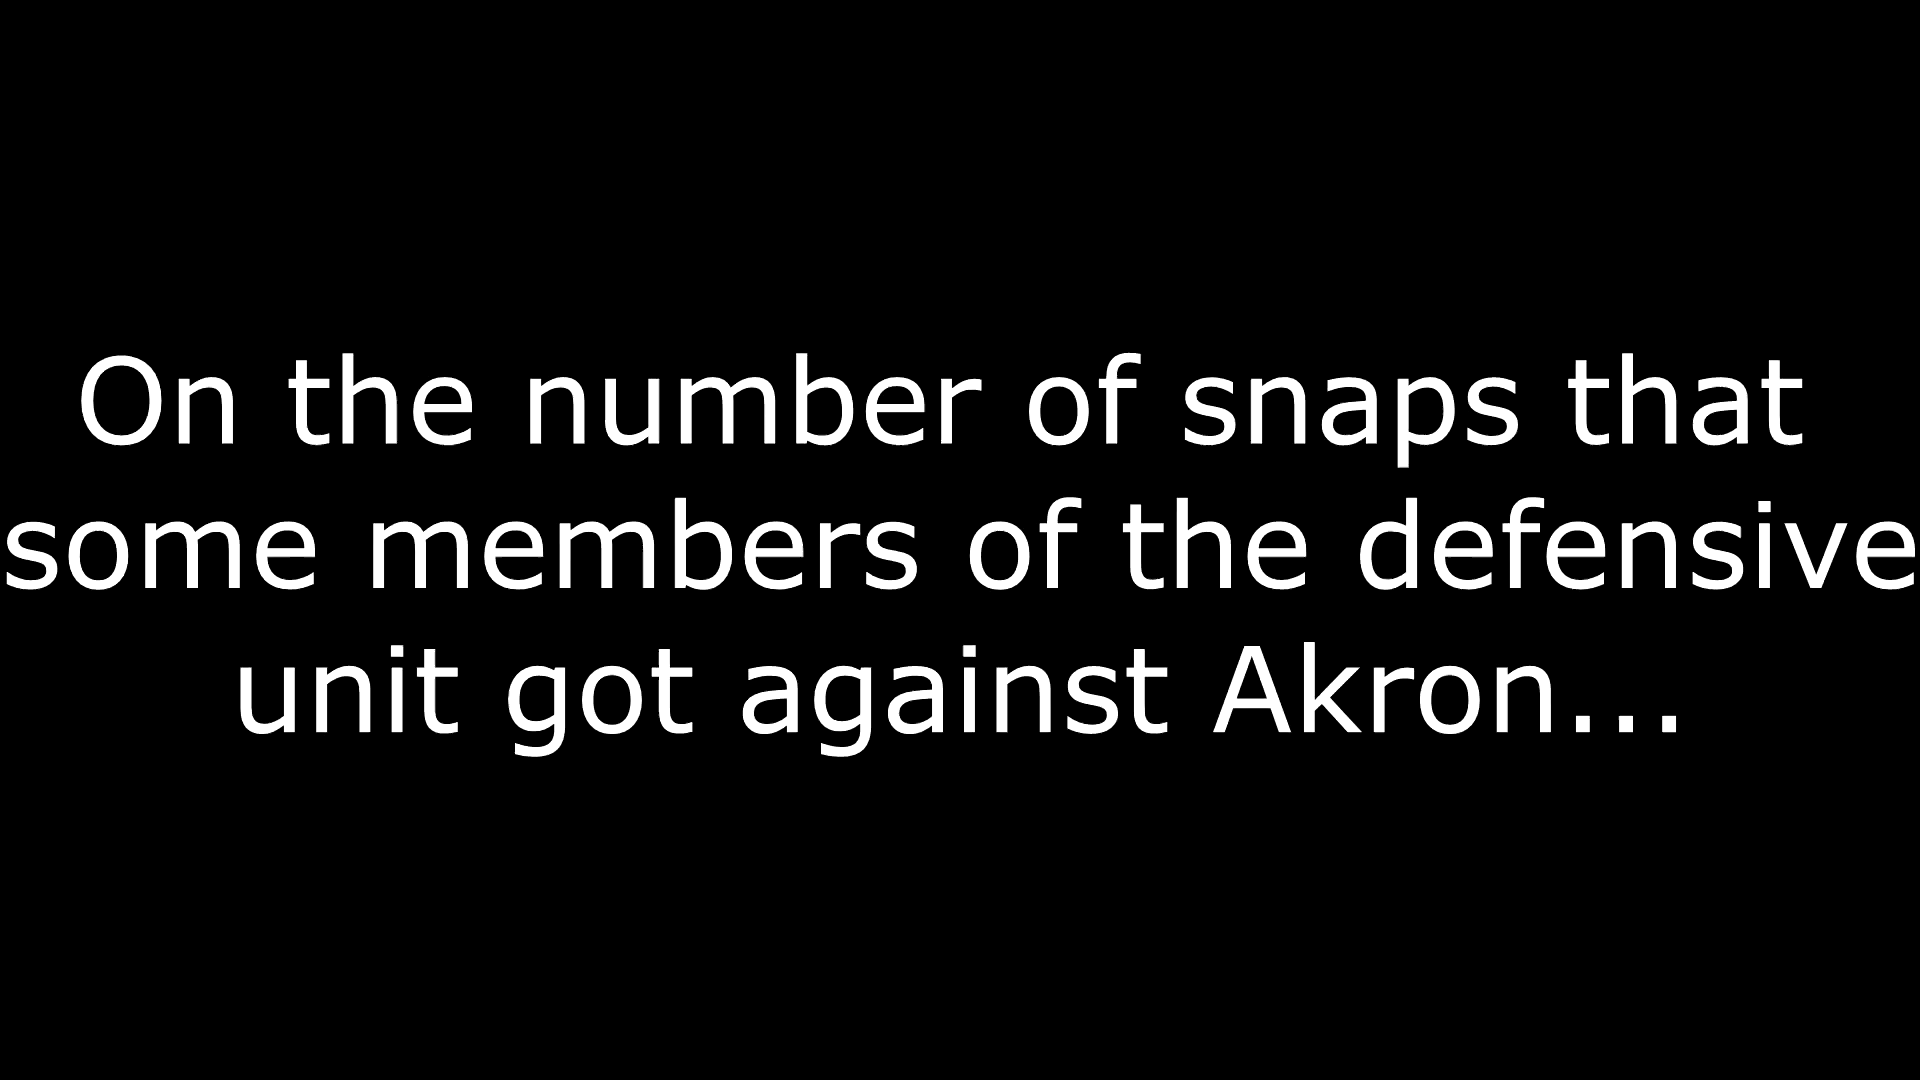 On the number of snaps that
some members of the defensive
unit got against Akron...